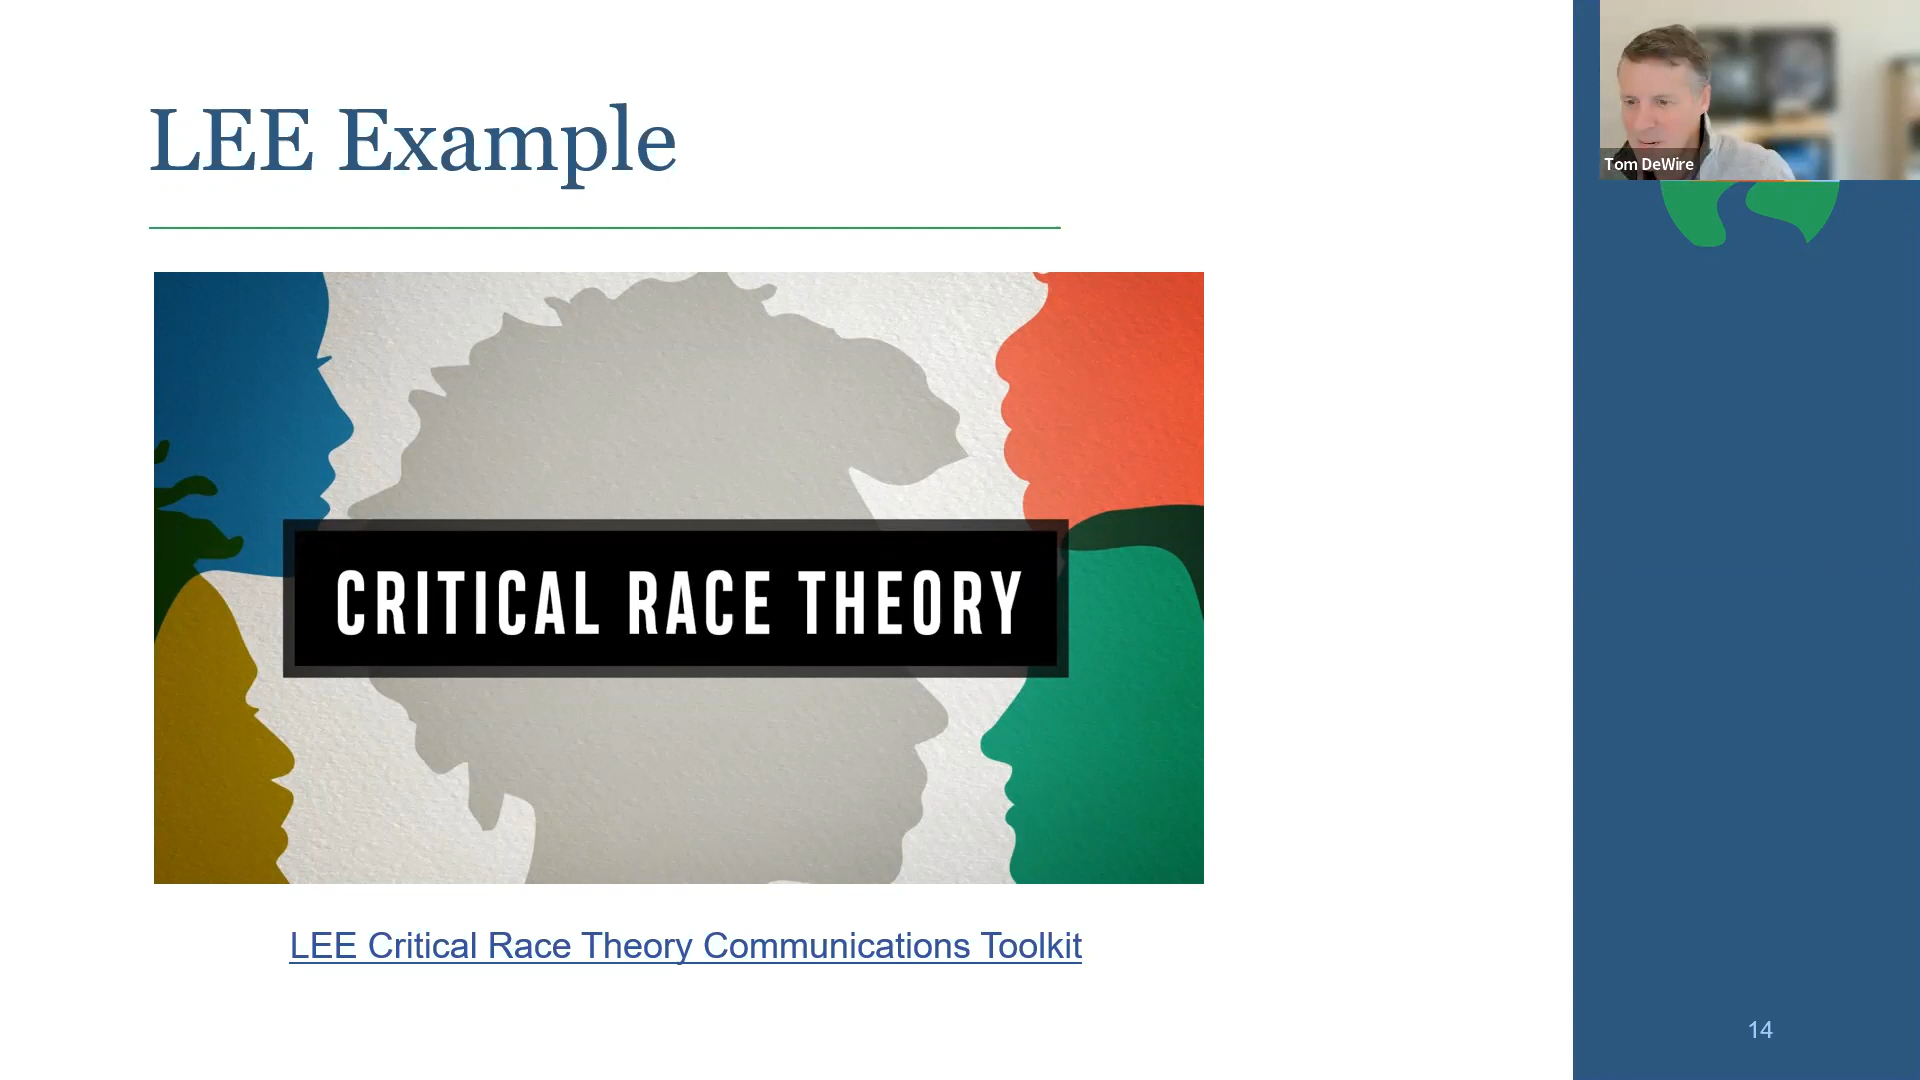 LEE Example
Tom DeWire
CRITICAL RACE THEORY
LEE Critical Race Theory Communications Toolkit
14